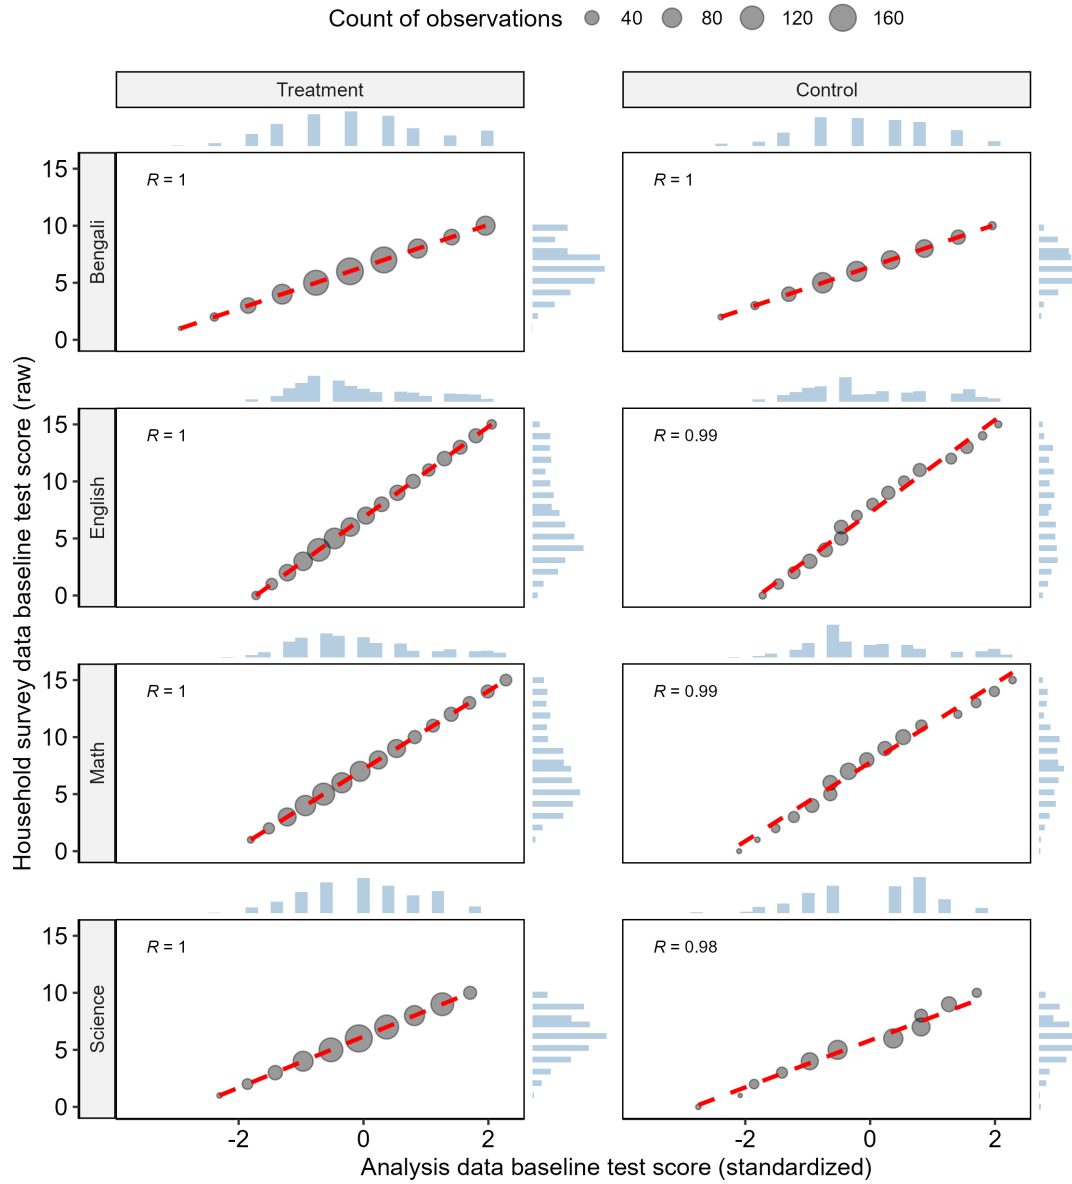 Count of observations 40 80 120 160
Treatment Control
Bengali
15
10
5
0
R = 1
R = 1
English
15
10
5
0
R = 1
R = 0.99
Math
15
10
5
0
R = 1
R = 0.99
Science
15
10
5
0
R = 1
R = 0.98
Household survey data baseline test score (raw)
-2 0 2 -2 0 2
Analysis data baseline test score (standardized)